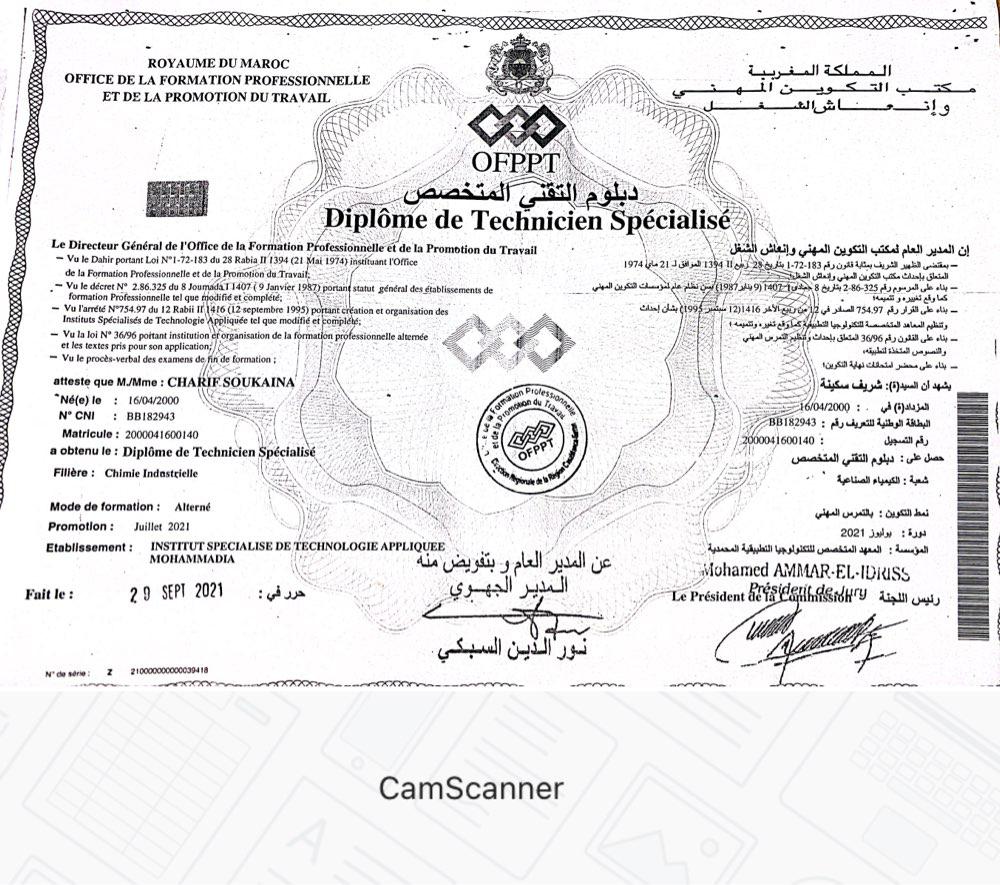 ROYAUME DU MAROC
OFFICE DE LA FORMATION PROFESSIONNELLE
ET DE LA PROMOTION DU TRAVAIL
المملكة المغربية
مكتب التكوين المهني
وإنعاش الشغل
OFPPT
دبلوم التقني المتخصص
Diplôme de Technicien Spécialisé
Le Directeur Général de l'Office de la Formation Professionnelle et de la Promotion du Travail
– Vu le Dahir portant Loi N°1-72-183 du 28 Rabia II 1394 (21 Mai 1974) instituant l'Office
de la Formation Professionnelle et de la Promotion du Travail;
– Vu le décret N° 2.86.325 du 8 Joumada I 1407 ( 9 Janvier 1987) portant statut général des établissements de
formation Professionnelle tel que modifié et complété;
– Vu l'arrêté N°754.97 du 12 Rabii II 1416 (12 septembre 1995) portant création et organisation des
Instituts Spécialisés de Technologie Appliquée tel que modifié et complété;
– Vu la loi N° 36/96 portant institution et organisation de la formation professionnelle alternée
et les textes pris pour son application;
– Vu le procès-verbal des examens de fin de formation ;
atteste que M./Mme : CHARIF SOUKAINA
Né(e) le : 16/04/2000
N° CNI : BB182943
Matricule : 2000041600140
a obtenu le : Diplôme de Technicien Spécialisé
Filière : Chimie Industrielle
Mode de formation : Alterné
Promotion : Juillet 2021
Etablissement : INSTITUT SPECIALISE DE TECHNOLOGIE APPLIQUEE
MOHAMMADIA
Fait le : 29 SEPT 2021 حرر في :
N° de série : Z 210000000000039418
إن المدير العام لمكتب التكوين المهني وإنعاش الشغل
– بمقتضى الظهير الشريف بمثابة قانون رقم 183-72-1 بتاريخ 28 ربيع II 1394 الموافق لـ 21 ماي 1974
المتعلق بإحداث مكتب التكوين المهني وإنعاش الشغل؛
– بناء على المرسوم رقم 325-86-2 بتاريخ 8 جمادى I 1407 (9 يناير 1987) بسن نظام عام لمؤسسات التكوين المهني
كما وقع تغييره و تتميمه؛
– بناء على القرار رقم 754.97 الصادر في 12 من ربيع الآخر 1416 (12 سبتمبر 1995) بشأن إحداث
وتنظيم المعاهد المتخصصة للتكنولوجيا التطبيقية كما وقع تغيره وتتميمه ؛
– بناء على القانون رقم 36/96 المتعلق بإحداث وتنظيم التمرس المهني
والنصوص المتخذة لتطبيقه،
– بناء على محضر امتحانات نهاية التكوين؛
يشهد أن السيد(ة): شريف سكينة
المزداد(ة) في : 16/04/2000
البطاقة الوطنية للتعريف رقم : BB182943
رقم التسجيل : 2000041600140
حصل على : دبلوم التقني المتخصص
شعبة : الكيمياء الصناعية
نمط التكوين : بالتمرس المهني
دورة : يوليوز 2021
المؤسسة : المعهد المتخصص للتكنولوجيا التطبيقية المحمدية
Mohamed AMMAR-EL-IDRISS
Président de Jury
Le Président de la Commission رئيس اللجنة
عن المدير العام و بتفويض منه
المدير الجهوي
نور الدين السبكي
de la Formation Professionnelle
et de la Promotion du Travail
OFPPT
Direction Régionale de la Région Casablanca
CamScanner